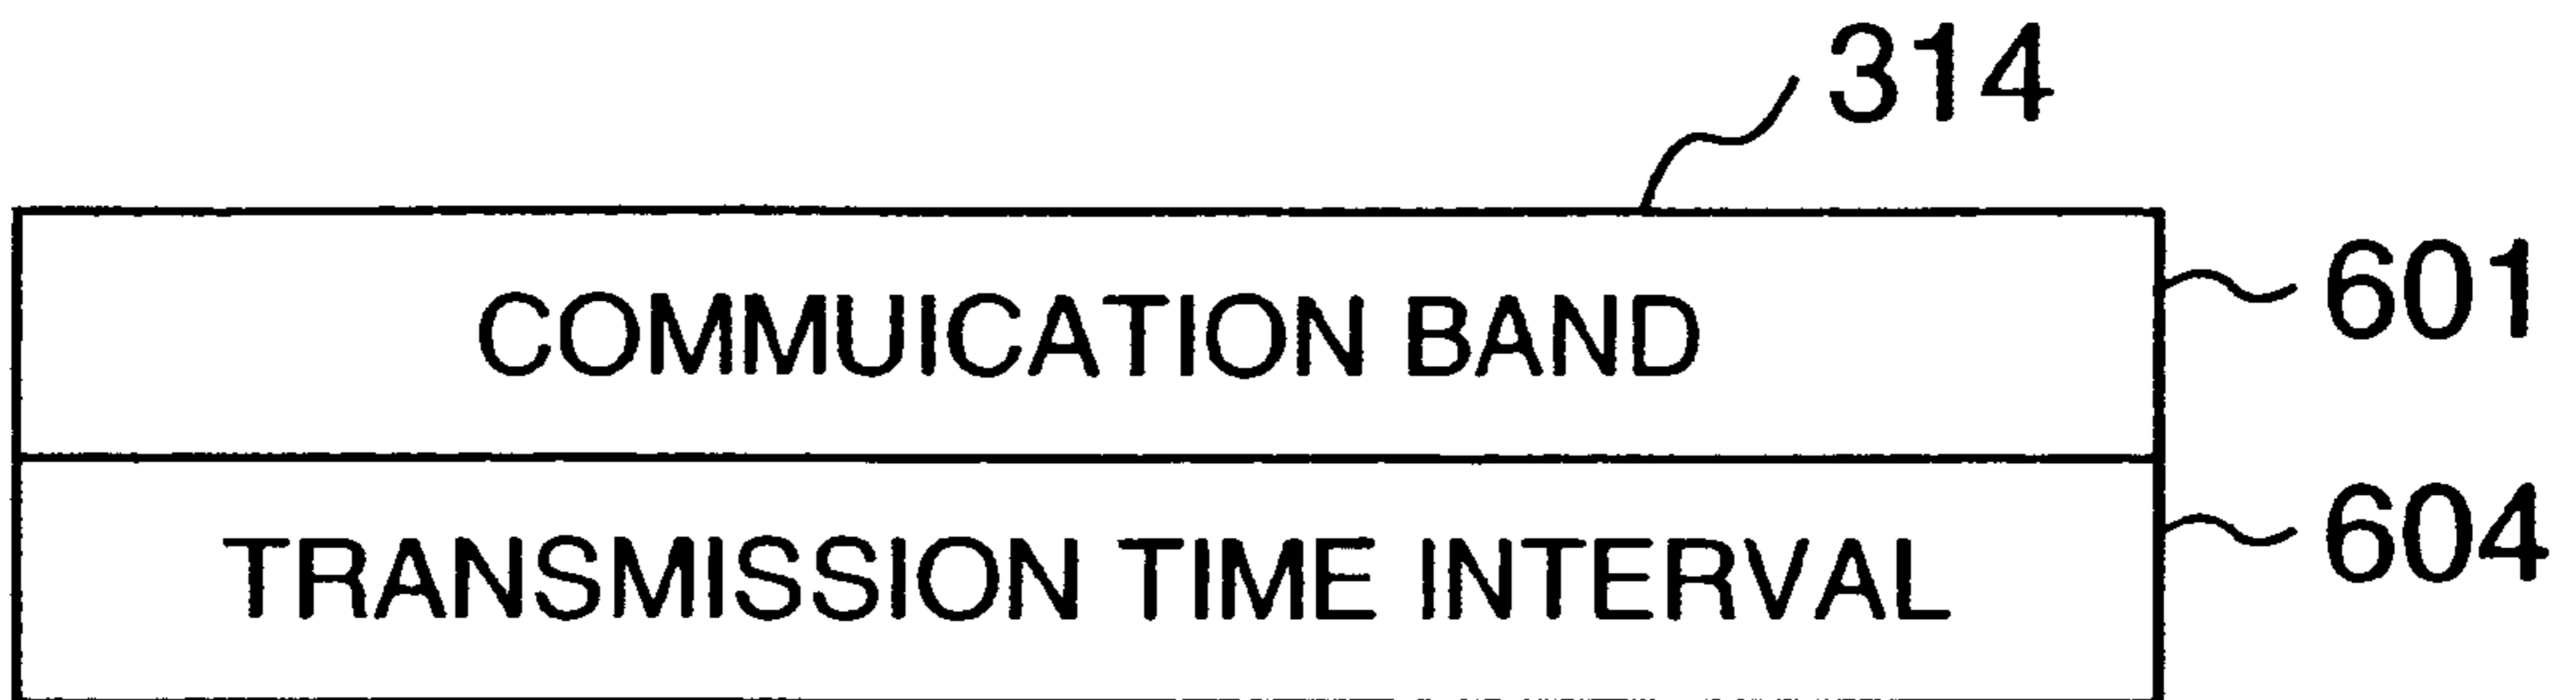 314
COMMUICATION BAND 601
TRANSMISSION TIME INTERVAL 604